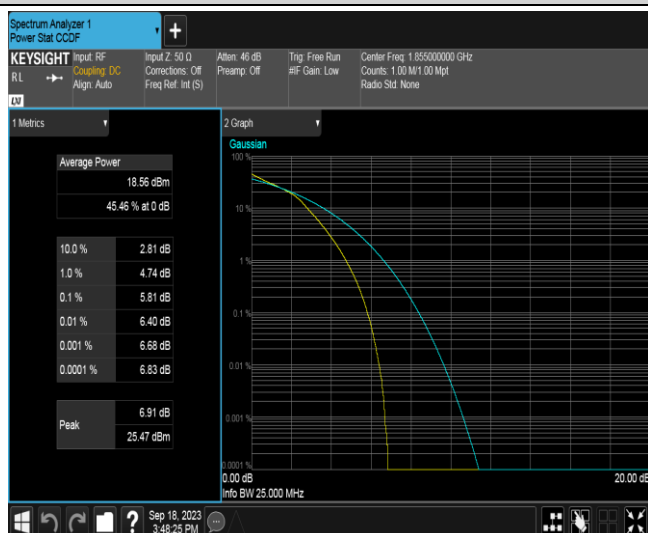 Spectrum Analyzer 1
Power Stat CCDF
+
KEYSIGHT
RL
LXI
Input: RF
Coupling: DC
Align: Auto
Input Z: 50 Ω
Corrections: Off
Freq Ref: Int (S)
Atten: 46 dB
Preamp: Off
Trig: Free Run
#IF Gain: Low
Center Freq: 1.855000000 GHz
Counts: 1.00 M/1.00 Mpt
Radio Std: None
1 Metrics
Average Power
18.56 dBm
45.46 % at 0 dB
10.0 % 2.81 dB
1.0 % 4.74 dB
0.1 % 5.81 dB
0.01 % 6.40 dB
0.001 % 6.68 dB
0.0001 % 6.83 dB
Peak
6.91 dB
25.47 dBm
2 Graph
Gaussian
100 %
10 %
1 %
0.1 %
0.01 %
0.001 %
0.0001 %
0.00 dB 20.00 dB
Info BW 25.000 MHz
?
Sep 18, 2023
3:48:25 PM